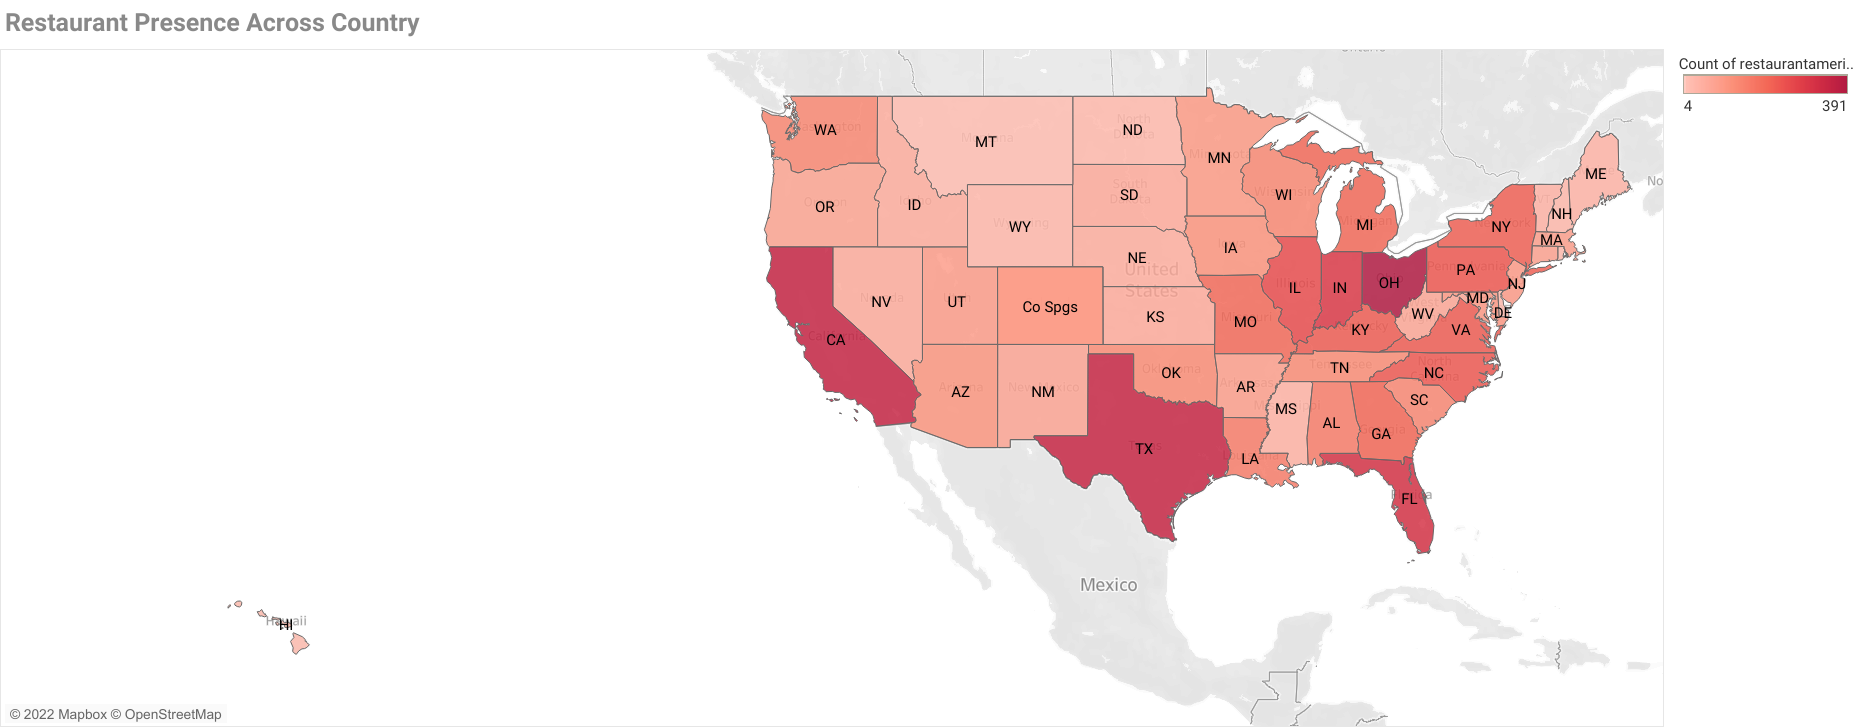 Restaurant Presence Across Country
Ontario
Count of restaurantameri..
4 391
WA
MT
ND
MN
ME
No
OR
ID
SD
WI
MI
NY
NH
MA
WY
IA
NE
United
States
PA
NV
UT
Co Spgs
KS
IL
IN
OH
NJ
MD
DE
WV
MO
KY
VA
CA
AZ
NM
OK
AR
TN
NC
SC
MS
AL
GA
TX
LA
FL
Mexico
Hawaii
HI
© 2022 Mapbox © OpenStreetMap